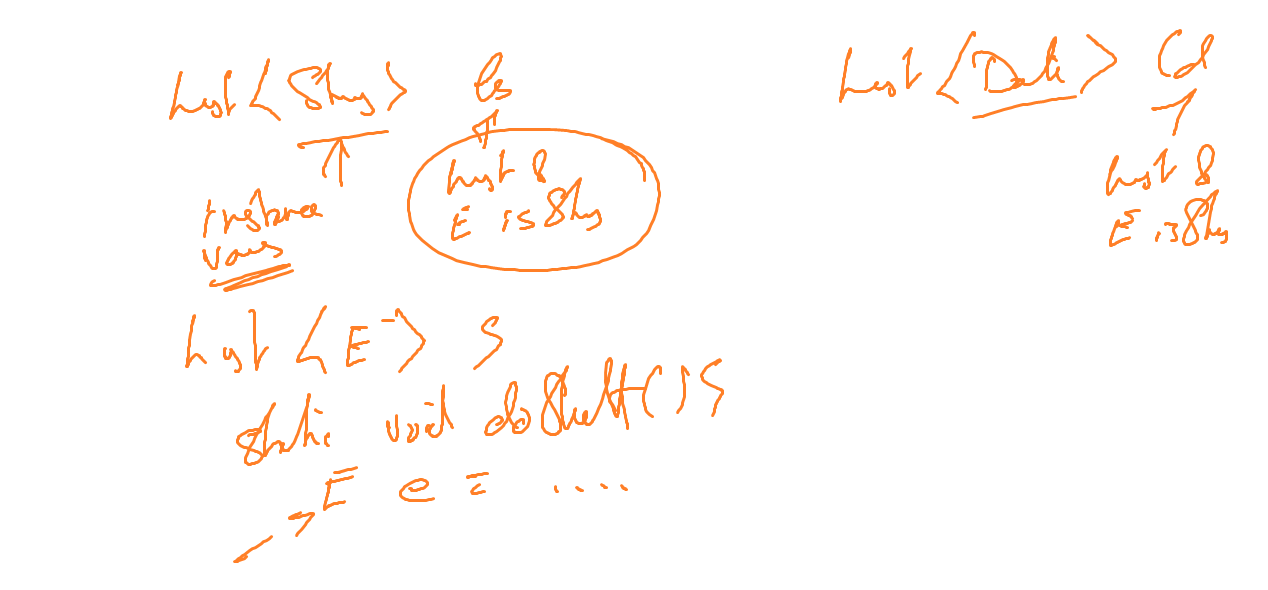 List <String> ls
List &
E is String
Instance
vars
List <E> {
static void doStuff() {
E e = ....
List <Date> ld
List &
E is String